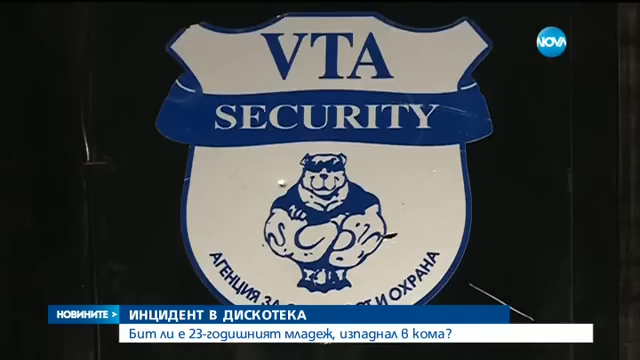 NOVA
VTA
SECURITY
АГЕНЦИЯ ЗА И ОХРАНА
НОВИНИТЕ
ИНЦИДЕНТ В ДИСКОТЕКА
Бит ли е 23-годишният младеж, изпаднал в кома?